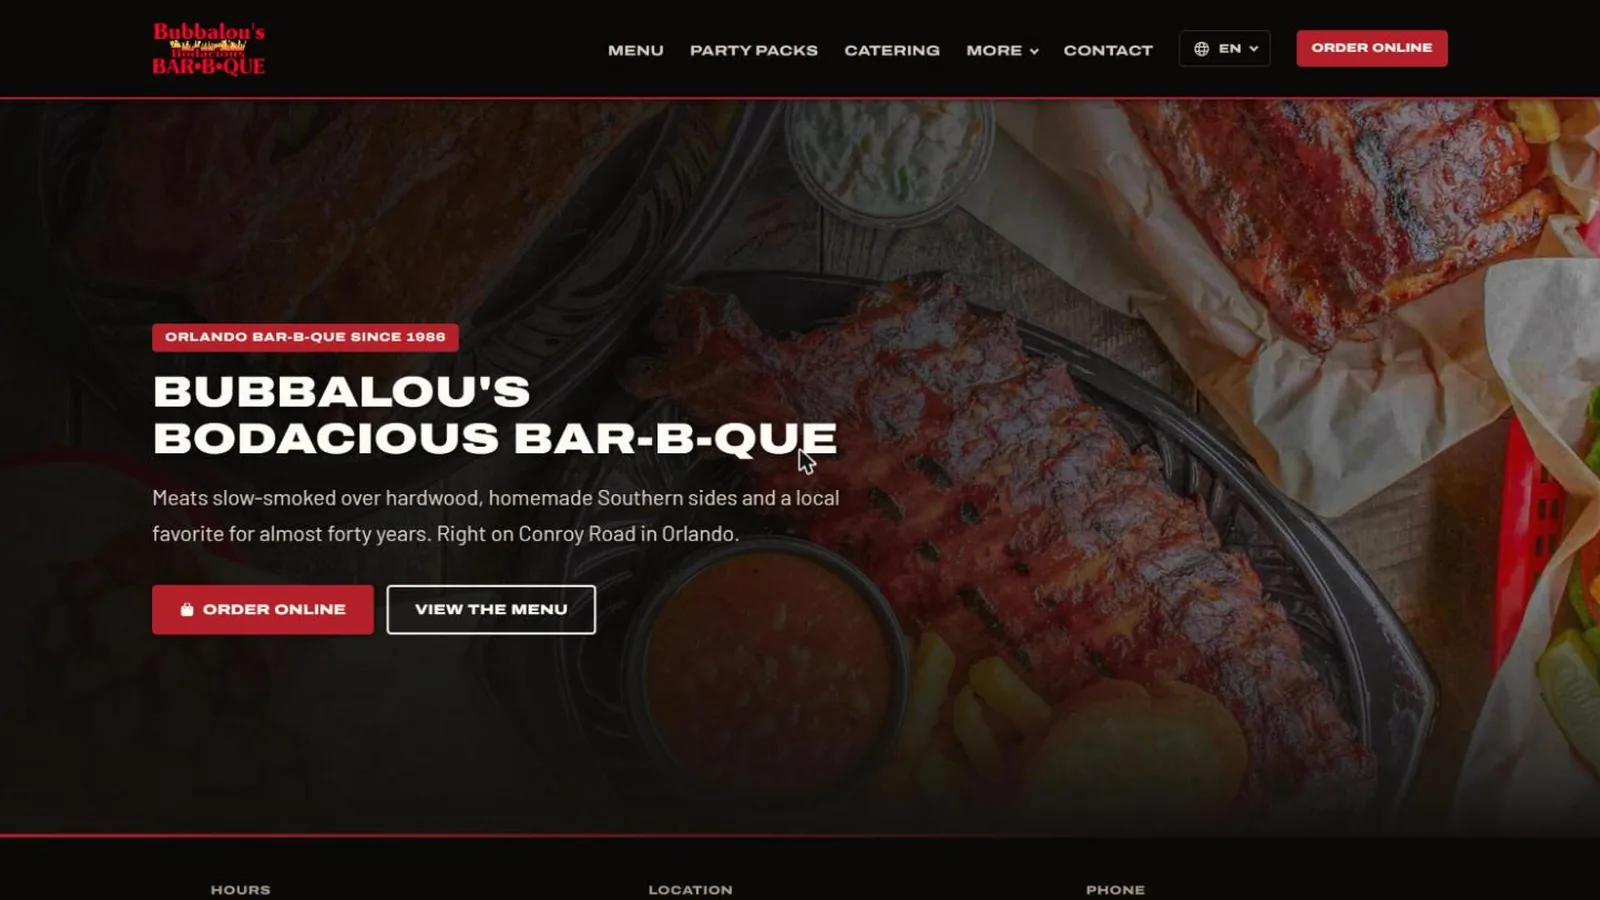 Bubbalou's
Bodacious
BAR•B•QUE
MENU
PARTY PACKS
CATERING
MORE
CONTACT
EN
ORDER ONLINE
ORLANDO BAR-B-QUE SINCE 1986
BUBBALOU'S
BODACIOUS BAR-B-QUE
Meats slow-smoked over hardwood, homemade Southern sides and a local
favorite for almost forty years. Right on Conroy Road in Orlando.
ORDER ONLINE
VIEW THE MENU
HOURS
LOCATION
PHONE